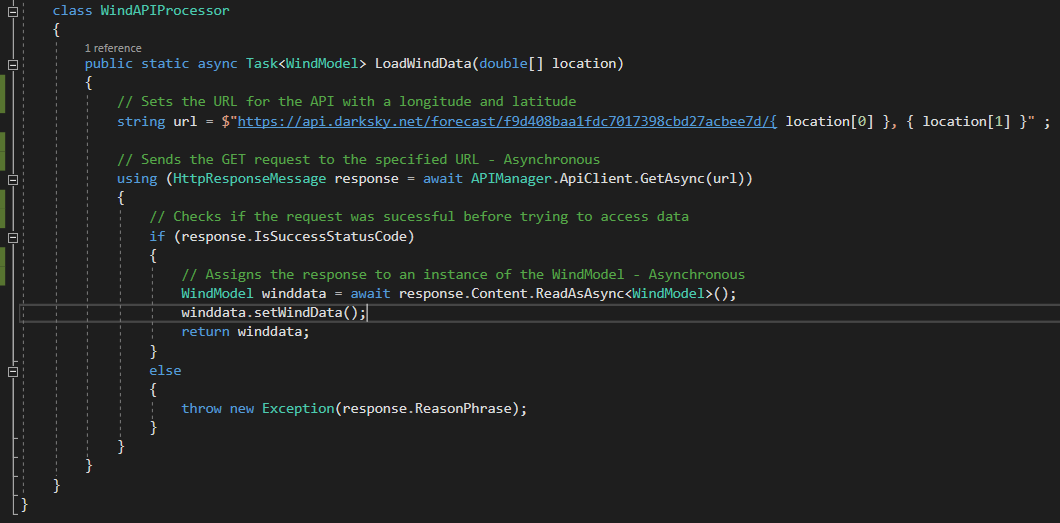 class WindAPIProcessor
{
1 reference
public static async Task<WindModel> LoadWindData(double[] location)
{
// Sets the URL for the API with a longitude and latitude
string url = $"https://api.darksky.net/forecast/f9d408baa1fdc7017398cbd27acbee7d/{ location[0] }, { location[1] }" ;
// Sends the GET request to the specified URL - Asynchronous
using (HttpResponseMessage response = await APIManager.ApiClient.GetAsync(url))
{
// Checks if the request was sucessful before trying to access data
if (response.IsSuccessStatusCode)
{
// Assigns the response to an instance of the WindModel - Asynchronous
WindModel winddata = await response.Content.ReadAsAsync<WindModel>();
winddata.setWindData();
return winddata;
}
else
{
throw new Exception(response.ReasonPhrase);
}
}
}
}
}